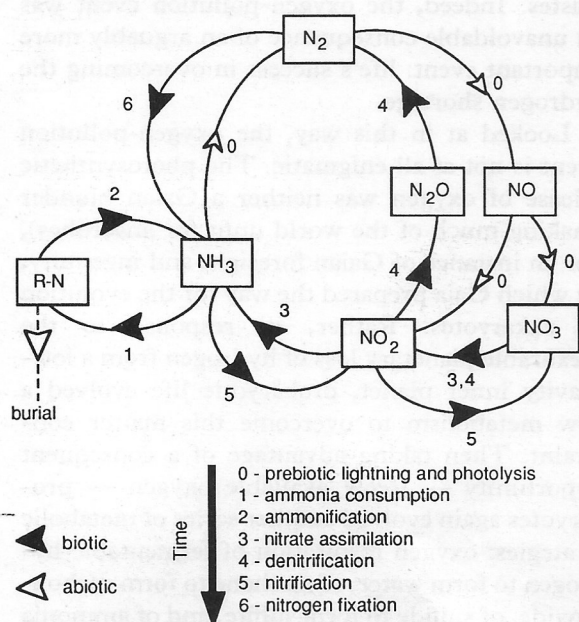 N2
0
6
4
0
2
N2O
NO
NH3
R-N
0
0
4
3
NO2
NO3
3,4
5
5
burial
0 - prebiotic lightning and photolysis
1 - ammonia consumption
2 - ammonification
3 - nitrate assimilation
4 - denitrification
5 - nitrification
6 - nitrogen fixation
Time
biotic
abiotic